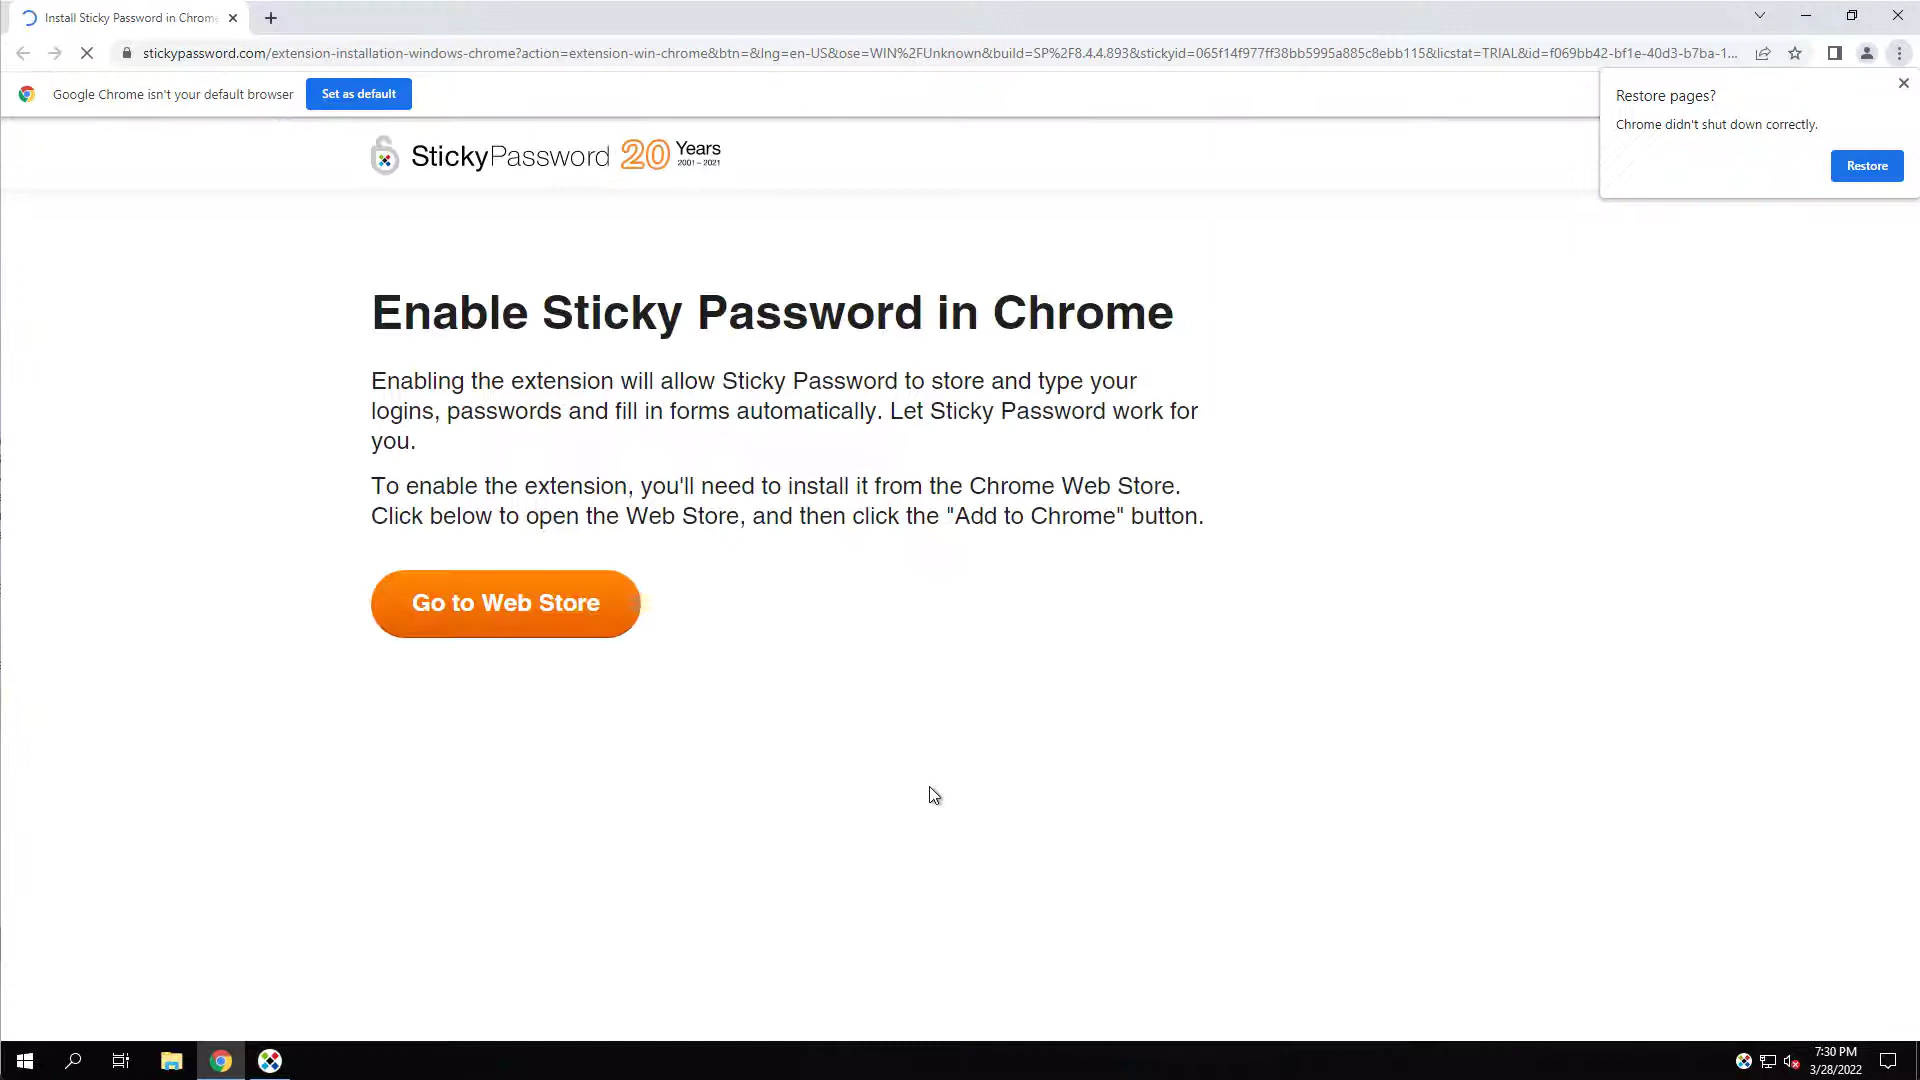 Install Sticky Password in Chrome
stickypassword.com/extension-installation-windows-chrome?action=extension-win-chrome&btn=&lng=en-US&ose=WIN%2FUnknown&build=SP%2F8.4.4.893&stickyid=065f14f977ff38bb5995a885c8ebb115&licstat=TRIAL&id=f069bb42-bf1e-40d3-b7ba-1...
Google Chrome isn't your default browser
Set as default
Restore pages?
Chrome didn't shut down correctly.
Restore
StickyPassword 20 Years
2001 – 2021
Enable Sticky Password in Chrome
Enabling the extension will allow Sticky Password to store and type your
logins, passwords and fill in forms automatically. Let Sticky Password work for
you.
To enable the extension, you'll need to install it from the Chrome Web Store.
Click below to open the Web Store, and then click the "Add to Chrome" button.
Go to Web Store
7:30 PM
3/28/2022